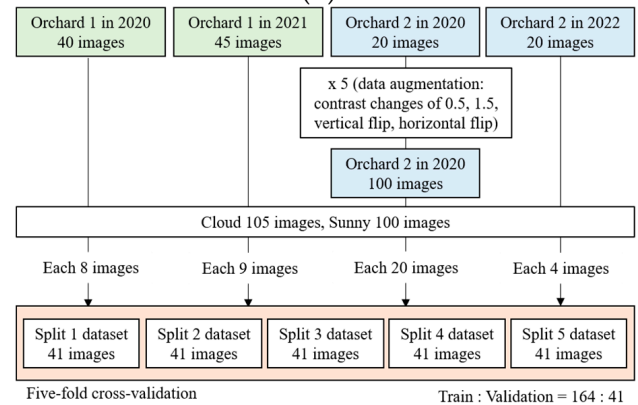 Orchard 1 in 2020
40 images
Orchard 1 in 2021
45 images
Orchard 2 in 2020
20 images
Orchard 2 in 2022
20 images
x 5 (data augmentation:
contrast changes of 0.5, 1.5,
vertical flip, horizontal flip)
Orchard 2 in 2020
100 images
Cloud 105 images, Sunny 100 images
Each 8 images
Each 9 images
Each 20 images
Each 4 images
Split 1 dataset
41 images
Split 2 dataset
41 images
Split 3 dataset
41 images
Split 4 dataset
41 images
Split 5 dataset
41 images
Five-fold cross-validation
Train : Validation = 164 : 41